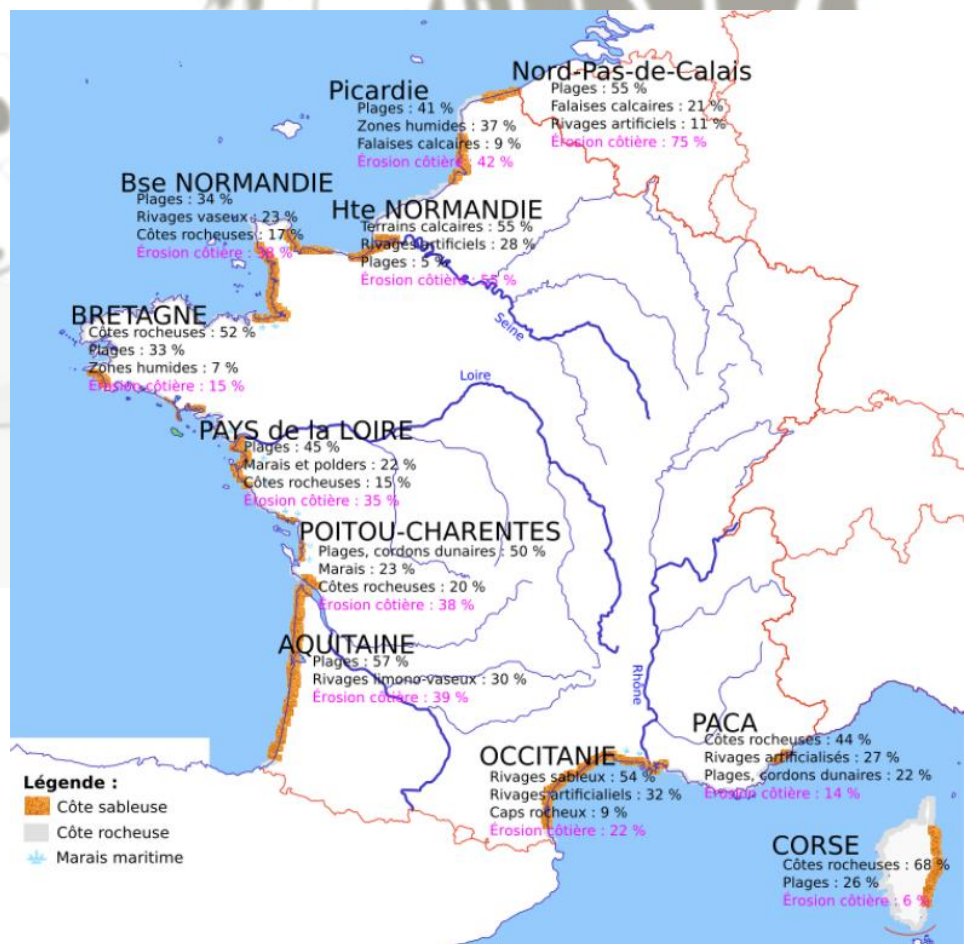 Nord-Pas-de-Calais
Plages : 55 %
Falaises calcaires : 21 %
Rivages artificiels : 11 %
Érosion côtière : 75 %
Picardie
Plages : 41 %
Zones humides : 37 %
Falaises calcaires : 9 %
Érosion côtière : 42 %
Bse NORMANDIE
Plages : 34 %
Rivages vaseux : 23 %
Côtes rocheuses : 17 %
Érosion côtière : 38 %
Hte NORMANDIE
Terrains calcaires : 55 %
Rivages artificiels : 28 %
Plages : 5 %
Érosion côtière : 55 %
Seine
BRETAGNE
Côtes rocheuses : 52 %
Plages : 33 %
Zones humides : 7 %
Érosion côtière : 15 %
Loire
PAYS de la LOIRE
Plages : 45 %
Marais et polders : 22 %
Côtes rocheuses : 15 %
Érosion côtière : 35 %
POITOU-CHARENTES
Plages, cordons dunaires : 50 %
Marais : 23 %
Côtes rocheuses : 20 %
Érosion côtière : 38 %
AQUITAINE
Plages : 57 %
Rivages limono-vaseux : 30 %
Érosion côtière : 39 %
Rhône
PACA
Côtes rocheuses : 44 %
Rivages artificialisés : 27 %
Plages, cordons dunaires : 22 %
Érosion côtière : 14 %
OCCITANIE
Rivages sableux : 54 %
Rivages artificialiels : 32 %
Caps rocheux : 9 %
Érosion côtière : 22 %
Légende :
Côte sableuse
Côte rocheuse
Marais maritime
CORSE
Côtes rocheuses : 68 %
Plages : 26 %
Érosion côtière : 6 %